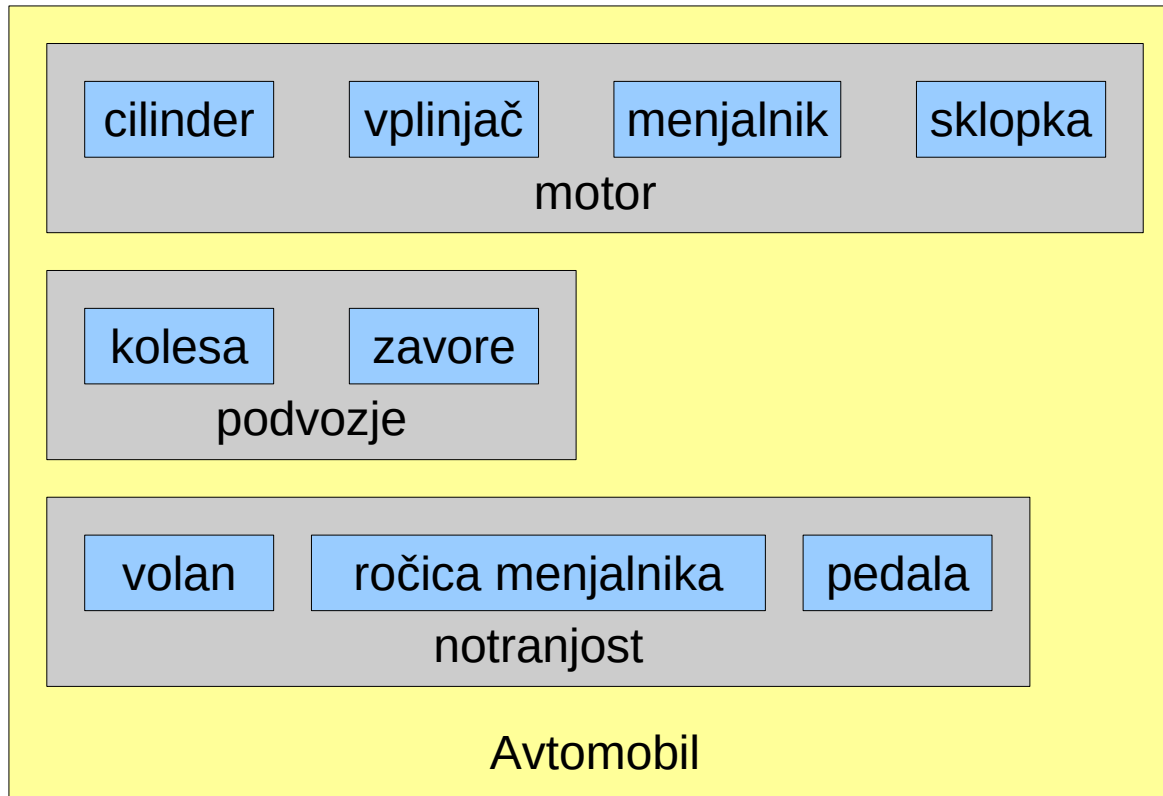 cilinder vplinjač menjalnik sklopka
motor
kolesa zavore
podvozje
volan ročica menjalnika pedala
notranjost
Avtomobil